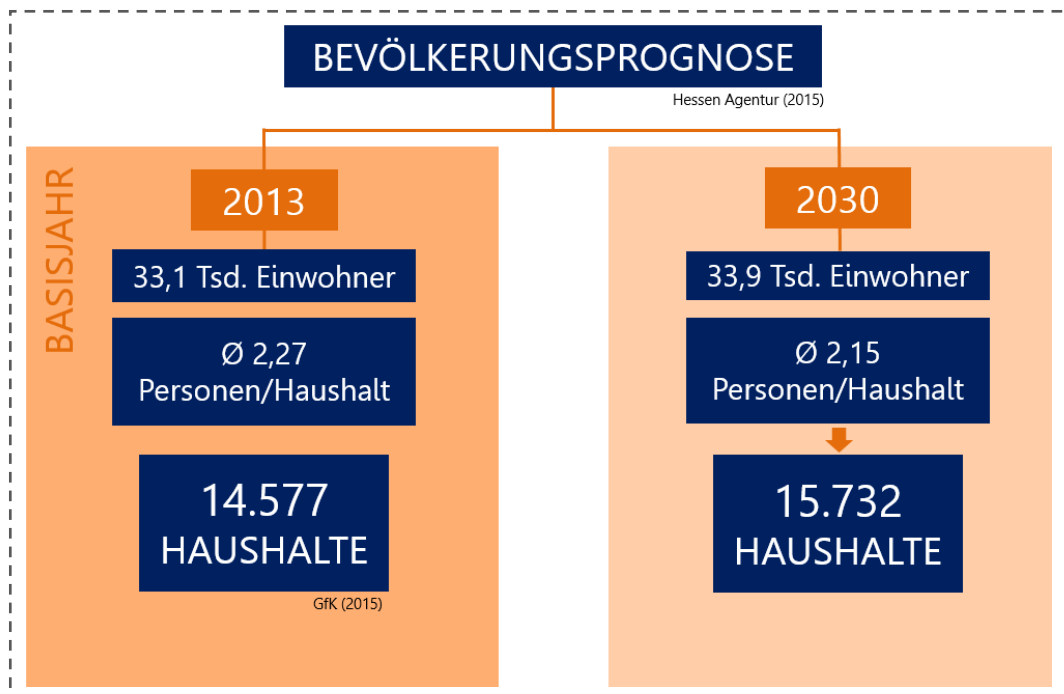 BEVÖLKERUNGSPROGNOSE
Hessen Agentur (2015)
BASISJAHR
2013
33,1 Tsd. Einwohner
Ø 2,27
Personen/Haushalt
14.577
HAUSHALTE
GfK (2015)
2030
33,9 Tsd. Einwohner
Ø 2,15
Personen/Haushalt
15.732
HAUSHALTE